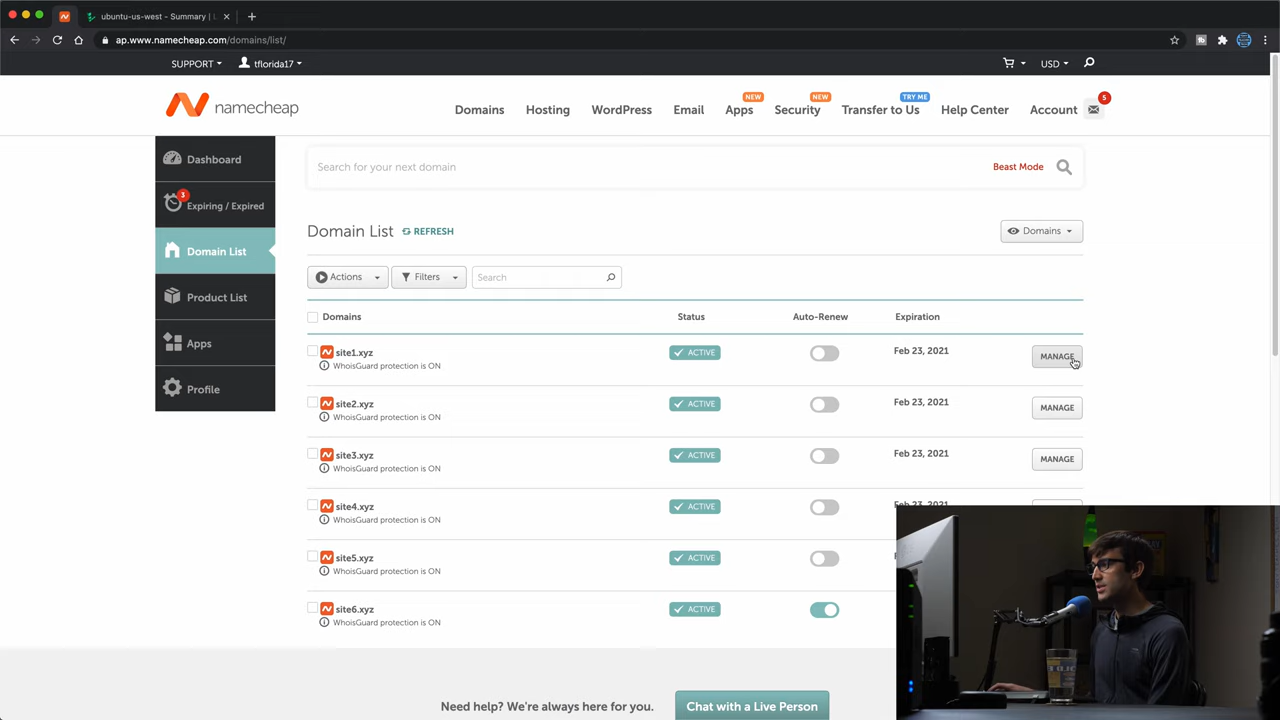 ubuntu-us-west - Summary | L
ap.www.namecheap.com/domains/list/
SUPPORT tflorida17 USD
namecheap
Domains Hosting WordPress Email Apps Security Transfer to Us Help Center Account
NEW NEW TRY ME 5
Dashboard
3
Expiring / Expired
Domain List
Product List
Apps
Profile
Search for your next domain Beast Mode
Domain List REFRESH Domains
Actions Filters Search
Domains Status Auto-Renew Expiration
site1.xyz ACTIVE Feb 23, 2021 MANAGE
WhoisGuard protection is ON
site2.xyz ACTIVE Feb 23, 2021 MANAGE
WhoisGuard protection is ON
site3.xyz ACTIVE Feb 23, 2021 MANAGE
WhoisGuard protection is ON
site4.xyz ACTIVE Feb 23, 2021
WhoisGuard protection is ON
site5.xyz ACTIVE
WhoisGuard protection is ON
site6.xyz ACTIVE
WhoisGuard protection is ON
Need help? We're always here for you. Chat with a Live Person